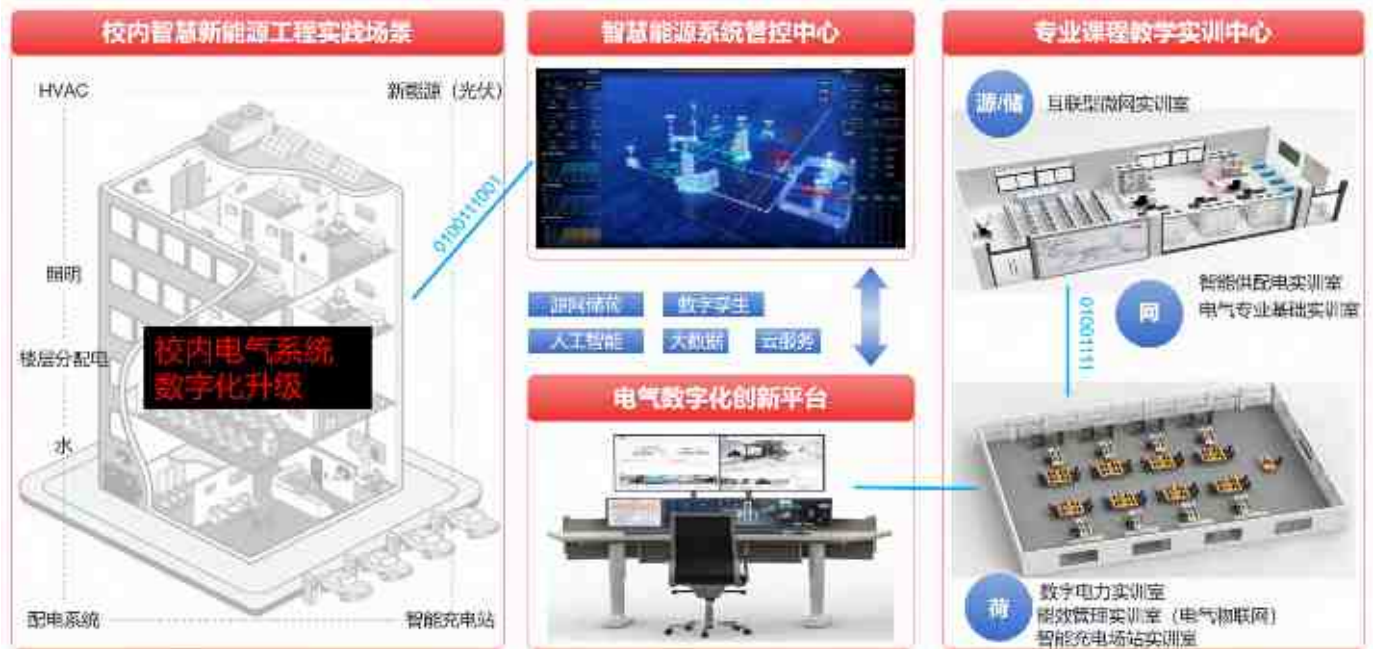 校内智慧新能源工程实践场景
HVAC
新能源（光伏）
照明
楼层分配电
校内电气系统
数字化升级
水
配电系统
智能充电站
0100111001
智慧能源系统管控中心
源网储荷
数字孪生
人工智能
大数据
云服务
电气数字化创新平台
专业课程教学实训中心
源/储
互联型微网实训室
智能供配电实训室
网
电气专业基础实训室
01001111
荷
数字电力实训室
能效管理实训室（电气物联网）
智能充电场站实训室